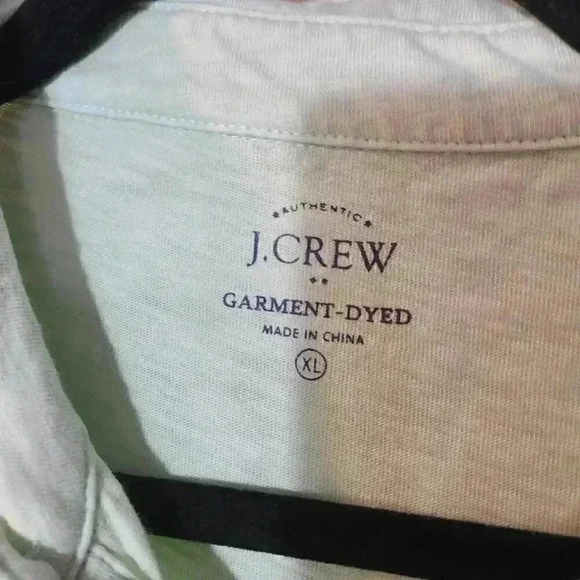 AUTHENTIC
J.CREW
GARMENT-DYED
MADE IN CHINA
XL